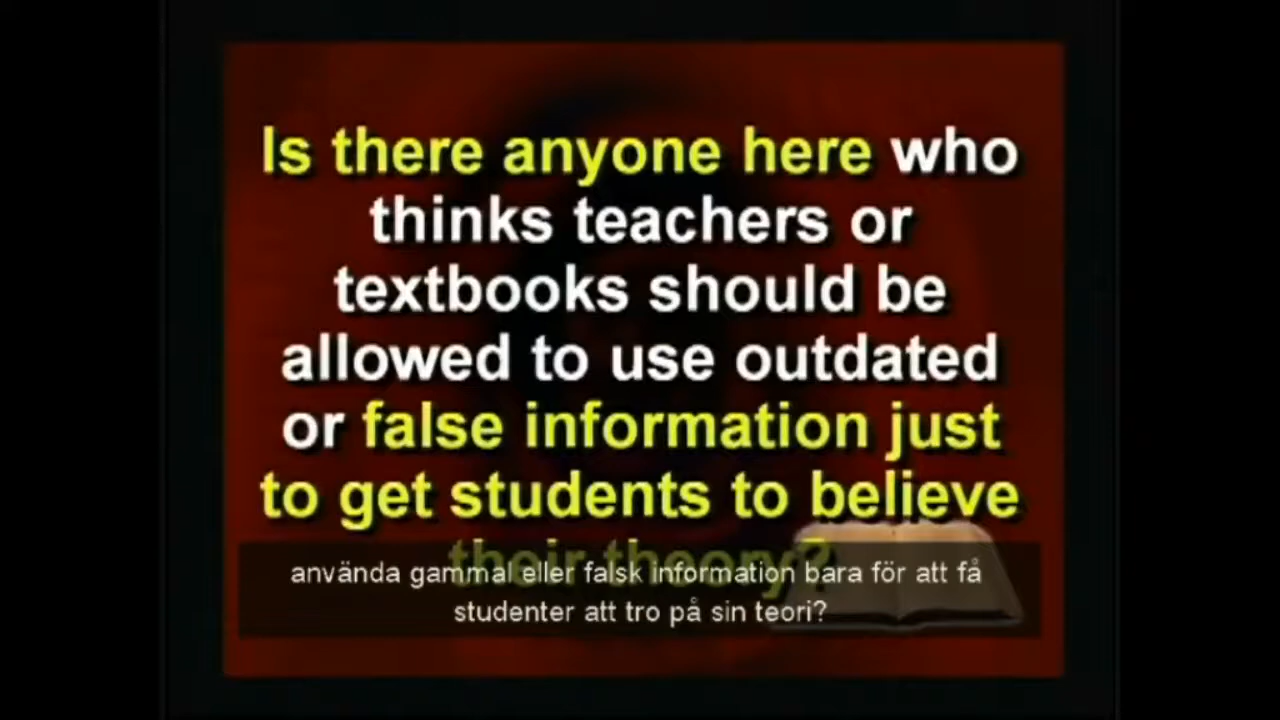 Is there anyone here who
thinks teachers or
textbooks should be
allowed to use outdated
or false information just
to get students to believe
their theory?
använda gammal eller falsk information bara för att få
studenter att tro på sin teori?